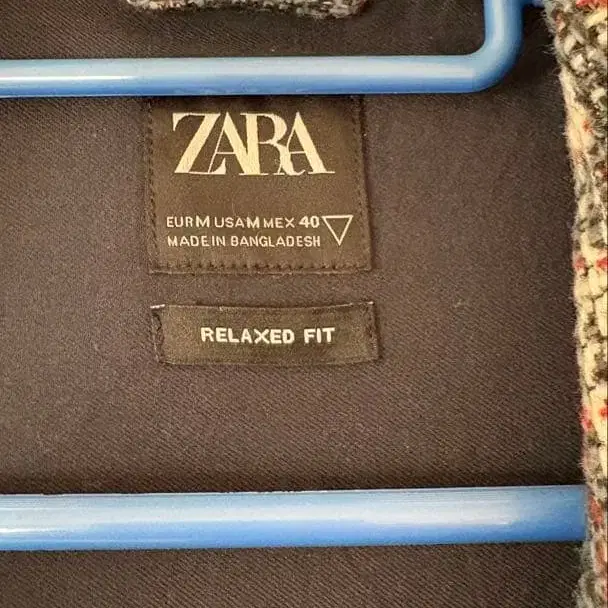 ZARA
EUR M USA M MEX 40
MADE IN BANGLADESH
RELAXED FIT